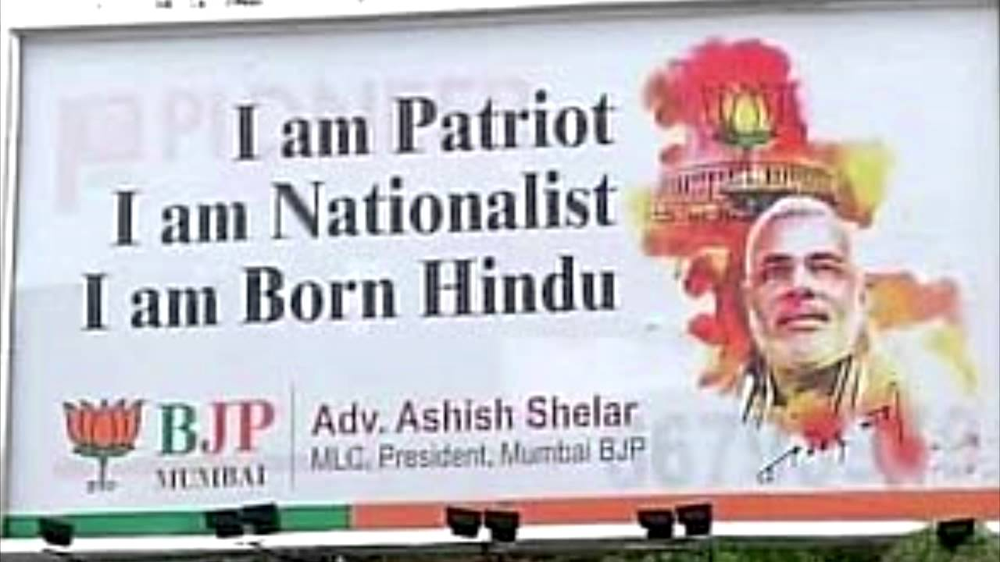 I am Patriot
I am Nationalist
I am Born Hindu
BJP
MUMBAI
Adv. Ashish Shelar
MLC, President, Mumbai BJP